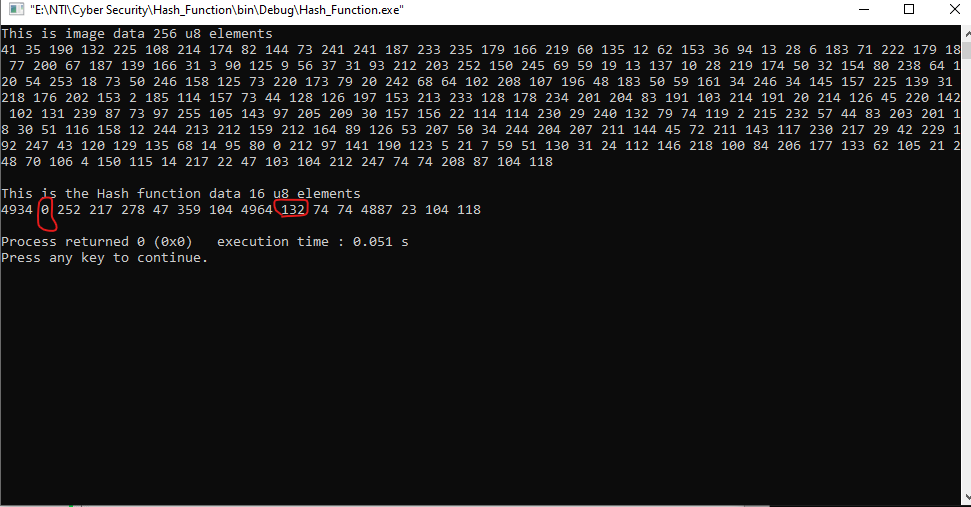 "E:\NTI\Cyber Security\Hash_Function\bin\Debug\Hash_Function.exe"
This is image data 256 u8 elements
41 35 190 132 225 108 214 174 82 144 73 241 241 187 233 235 179 166 219 60 135 12 62 153 36 94 13 28 6 183 71 222 179 18
77 200 67 187 139 166 31 3 90 125 9 56 37 31 93 212 203 252 150 245 69 59 19 13 137 10 28 219 174 50 32 154 80 238 64 1
20 54 253 18 73 50 246 158 125 73 220 173 79 20 242 68 64 102 208 107 196 48 183 50 59 161 34 246 34 145 157 225 139 31
218 176 202 153 2 185 114 157 73 44 128 126 197 153 213 233 128 178 234 201 204 83 191 103 214 191 20 214 126 45 220 142
102 131 239 87 73 97 255 105 143 97 205 209 30 157 156 22 114 114 230 29 240 132 79 74 119 2 215 232 57 44 83 203 201 1
8 30 51 116 158 12 244 213 212 159 212 164 89 126 53 207 50 34 244 204 207 211 144 45 72 211 143 117 230 217 29 42 229 1
92 247 43 120 129 135 68 14 95 80 0 212 97 141 190 123 5 21 7 59 51 130 31 24 112 146 218 100 84 206 177 133 62 105 21 2
48 70 106 4 150 115 14 217 22 47 103 104 212 247 74 74 208 87 104 118
This is the Hash function data 16 u8 elements
4934 0 252 217 278 47 359 104 4964 132 74 74 4887 23 104 118
Process returned 0 (0x0) execution time : 0.051 s
Press any key to continue.